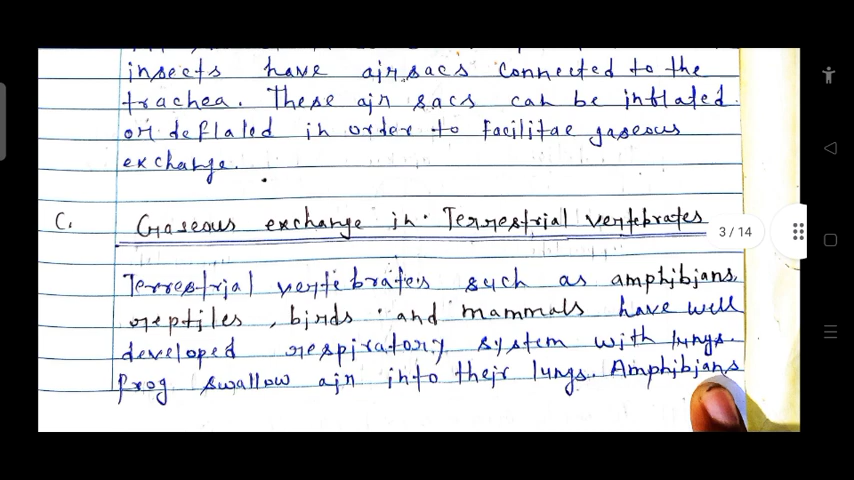 insects have air sacs connected to the
trachea. These air sacs can be inflated
or deflated in order to facilitae gaseous
exchange.
C. Gaseous exchange in Terrestrial vertebrates
3/14
Terrestrial vertebrates such as amphibians,
reptiles, birds and mammals have well
developed respiratory system with lungs.
Frog swallow air into their lungs. Amphibians